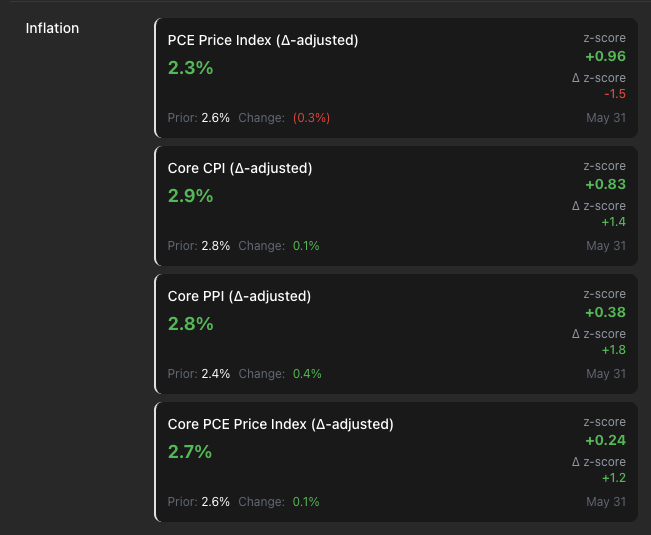 Inflation
PCE Price Index (Δ-adjusted)
2.3%
z-score
+0.96
Δ z-score
-1.5
Prior: 2.6% Change: (0.3%)
May 31
Core CPI (Δ-adjusted)
2.9%
z-score
+0.83
Δ z-score
+1.4
Prior: 2.8% Change: 0.1%
May 31
Core PPI (Δ-adjusted)
2.8%
z-score
+0.38
Δ z-score
+1.8
Prior: 2.4% Change: 0.4%
May 31
Core PCE Price Index (Δ-adjusted)
2.7%
z-score
+0.24
Δ z-score
+1.2
Prior: 2.6% Change: 0.1%
May 31